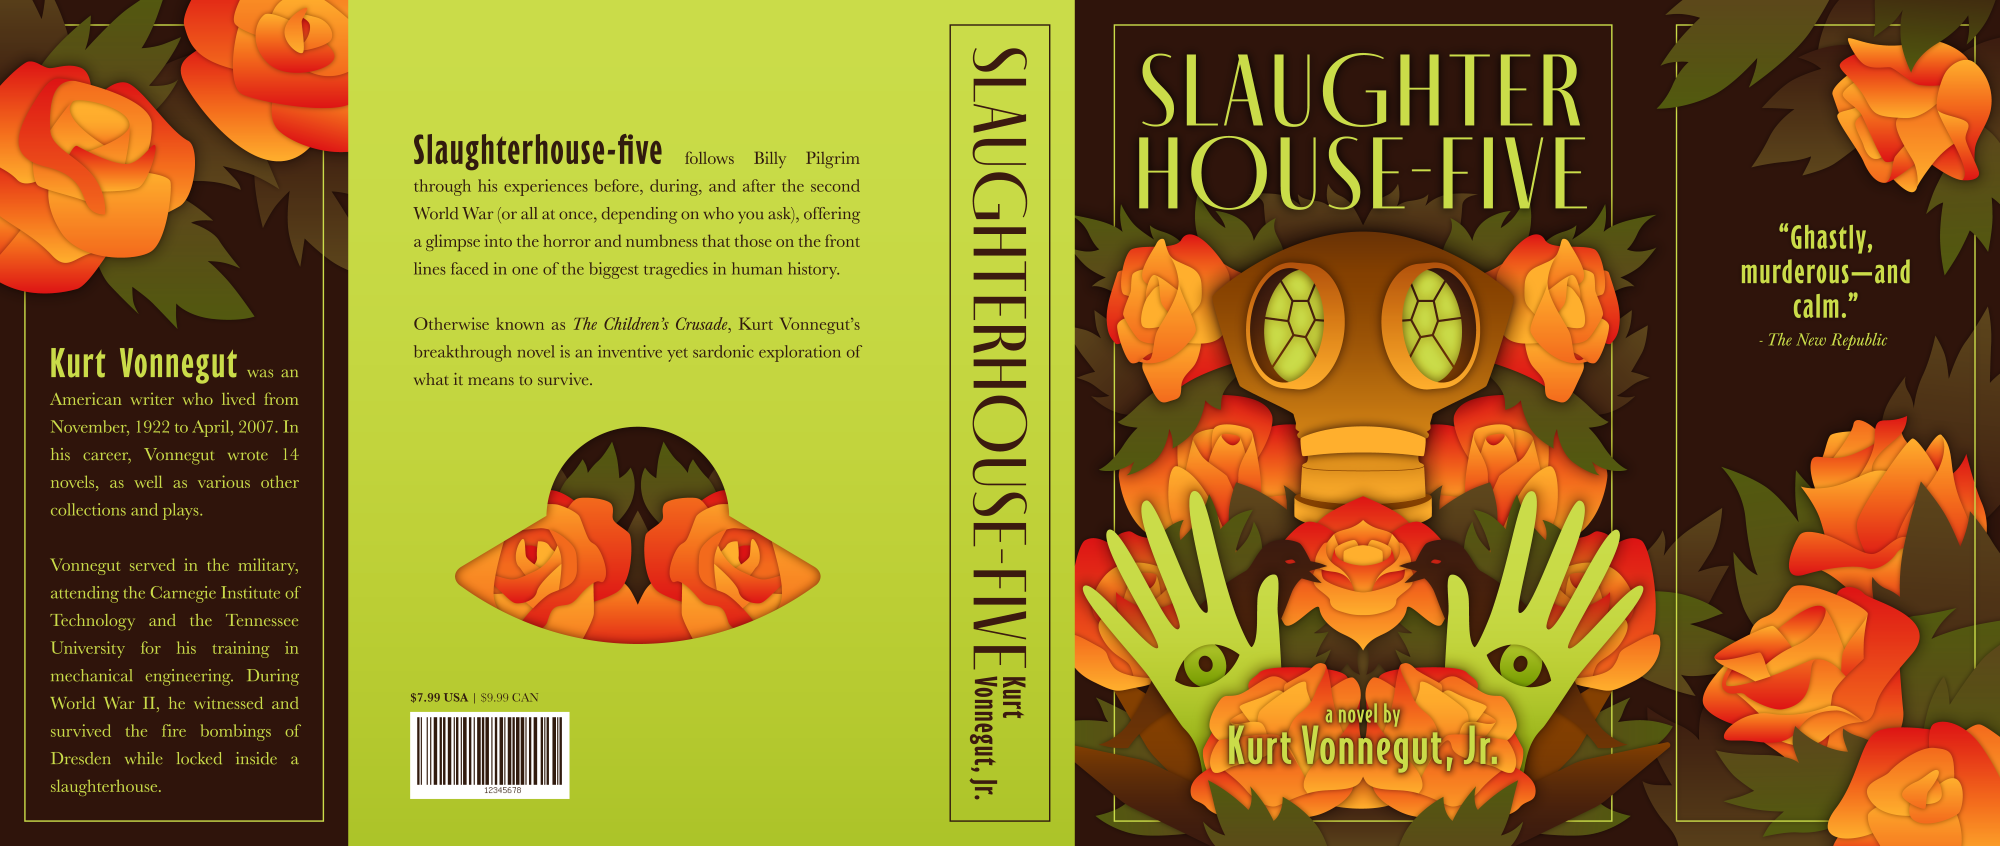 Kurt Vonnegut was an
American writer who lived from
November, 1922 to April, 2007. In
his career, Vonnegut wrote 14
novels, as well as various other
collections and plays.
Vonnegut served in the military,
attending the Carnegie Institute of
Technology and the Tennessee
University for his training in
mechanical engineering. During
World War II, he witnessed and
survived the fire bombings of
Dresden while locked inside a
slaughterhouse.
Slaughterhouse-five follows Billy Pilgrim
through his experiences before, during, and after the second
World War (or all at once, depending on who you ask), offering
a glimpse into the horror and numbness that those on the front
lines faced in one of the biggest tragedies in human history.
Otherwise known as The Children's Crusade, Kurt Vonnegut's
breakthrough novel is an inventive yet sardonic exploration of
what it means to survive.
$7.99 USA | $9.99 CAN
12345678
SLAUGHTERHOUSE-FIVE
Kurt
Vonnegut, Jr.
SLAUGHTER
HOUSE-FIVE
a novel by
Kurt Vonnegut, Jr.
“Ghastly,
murderous—and
calm.”
- The New Republic